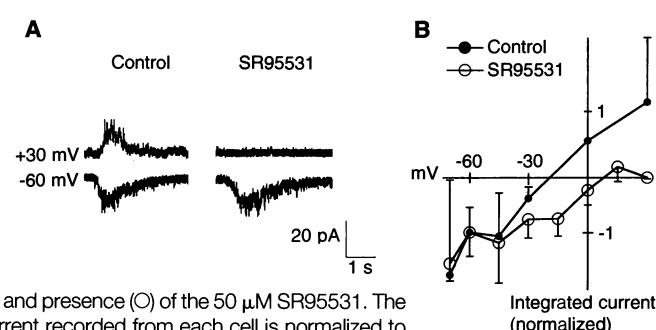 A
Control
SR95531
+30 mV
-60 mV
20 pA
1 s
B
Control
SR95531
1
mV
-60
-30
-1
Integrated current
(normalized)
and presence (○) of the 50 µM SR95531. The
rrent recorded from each cell is normalized to